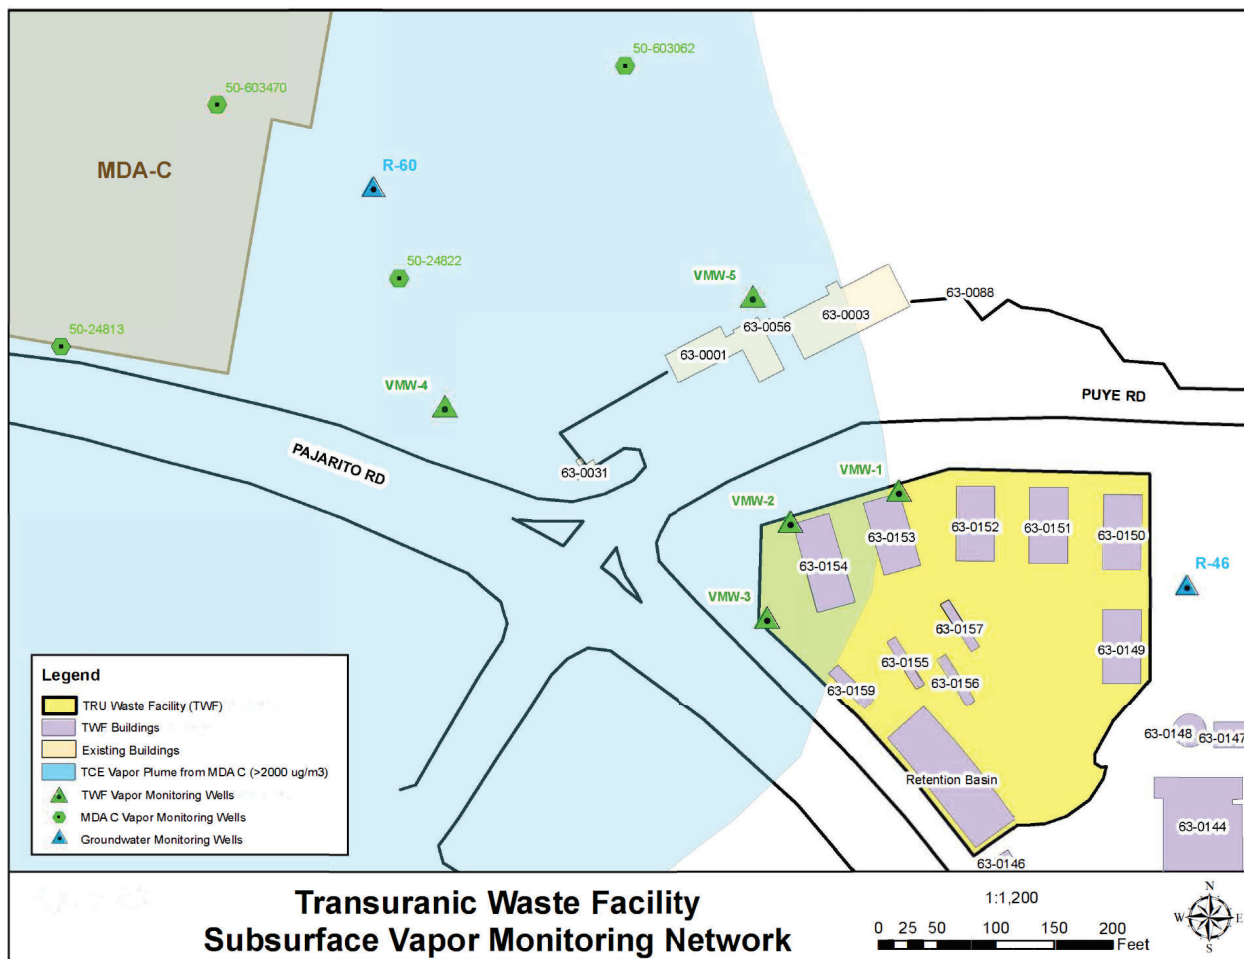 50-603062
50-603470
MDA-C
R-60
50-24822
VMW-5
63-0088
63-0003
63-0056
63-0001
50-24813
VMW-4
PUYE RD
PAJARITO RD
63-0031
VMW-1
VMW-2
63-0152
63-0151
63-0150
63-0153
63-0154
R-46
VMW-3
63-0157
63-0149
63-0155
63-0156
63-0159
63-0148
63-0147
Retention Basin
63-0144
63-0146
Legend
TRU Waste Facility (TWF)
TWF Buildings
Existing Buildings
TCE Vapor Plume from MDA C (>2000 ug/m3)
TWF Vapor Monitoring Wells
MDA C Vapor Monitoring Wells
Groundwater Monitoring Wells
Transuranic Waste Facility
Subsurface Vapor Monitoring Network
1:1,200
0 25 50 100 150 200
Feet
N
W E
S